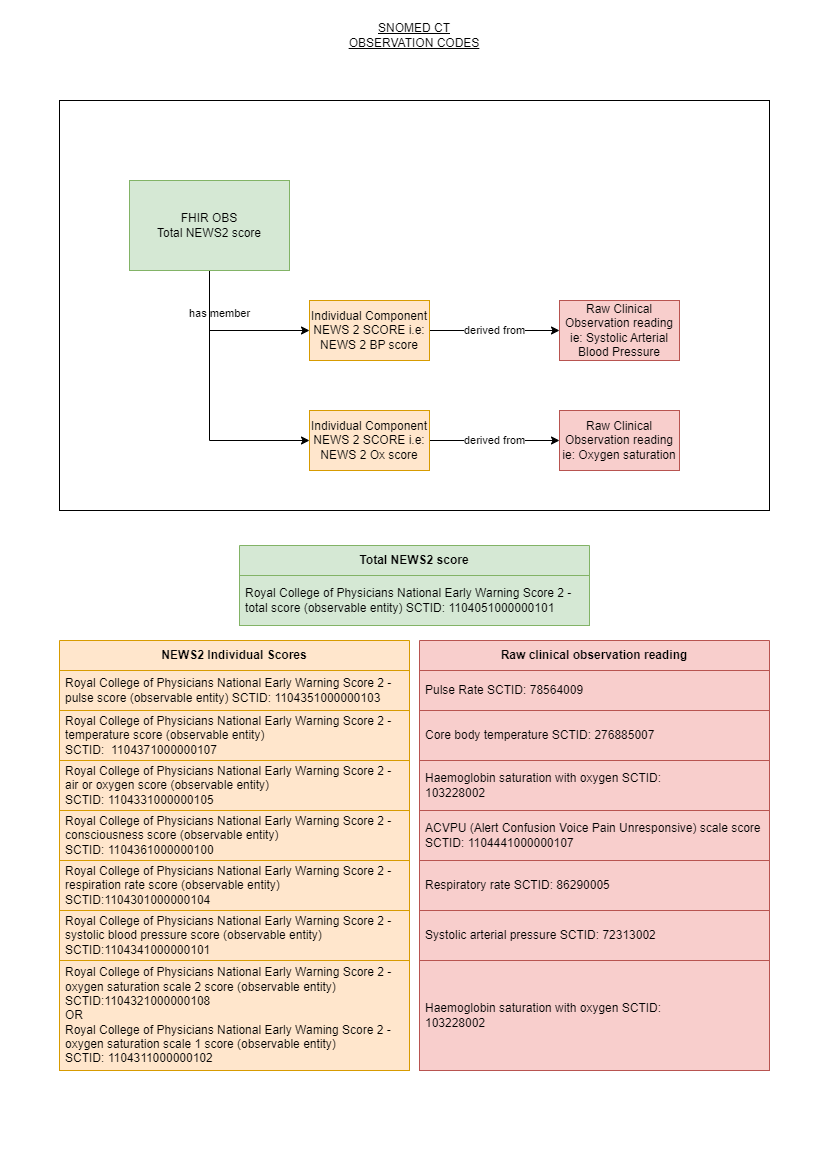 SNOMED CT
OBSERVATION CODES
FHIR OBS
Total NEWS2 score
has member
Individual Component
NEWS 2 SCORE i.e:
NEWS 2 BP score
derived from
Raw Clinical
Observation reading
ie: Systolic Arterial
Blood Pressure
Individual Component
NEWS 2 SCORE i.e:
NEWS 2 Ox score
derived from
Raw Clinical
Observation reading
ie: Oxygen saturation
Total NEWS2 score
Royal College of Physicians National Early Warning Score 2 -
total score (observable entity) SCTID: 1104051000000101
NEWS2 Individual Scores
Royal College of Physicians National Early Warning Score 2 -
pulse score (observable entity) SCTID: 1104351000000103
Royal College of Physicians National Early Warning Score 2 -
temperature score (observable entity)
SCTID:  1104371000000107
Royal College of Physicians National Early Warning Score 2 -
air or oxygen score (observable entity)
SCTID: 1104331000000105
Royal College of Physicians National Early Warning Score 2 -
consciousness score (observable entity)
SCTID: 1104361000000100
Royal College of Physicians National Early Warning Score 2 -
respiration rate score (observable entity)
SCTID:1104301000000104
Royal College of Physicians National Early Warning Score 2 -
systolic blood pressure score (observable entity)
SCTID:1104341000000101
Royal College of Physicians National Early Warning Score 2 -
oxygen saturation scale 2 score (observable entity)
SCTID:1104321000000108
OR
Royal College of Physicians National Early Warning Score 2 -
oxygen saturation scale 1 score (observable entity)
SCTID: 1104311000000102
Raw clinical observation reading
Pulse Rate SCTID: 78564009
Core body temperature SCTID: 276885007
Haemoglobin saturation with oxygen SCTID:
103228002
ACVPU (Alert Confusion Voice Pain Unresponsive) scale score
SCTID: 1104441000000107
Respiratory rate SCTID: 86290005
Systolic arterial pressure SCTID: 72313002
Haemoglobin saturation with oxygen SCTID:
103228002